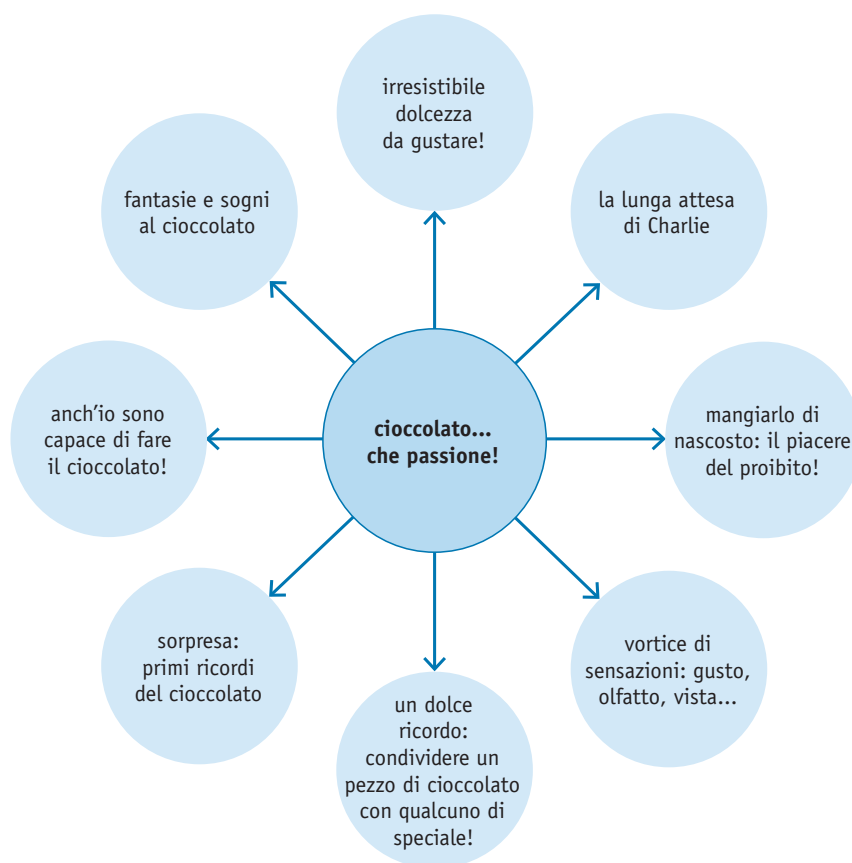 irresistibile
dolcezza
da gustare!
fantasie e sogni
al cioccolato
la lunga attesa
di Charlie
anch'io sono
capace di fare
il cioccolato!
cioccolato...
che passione!
mangiarlo di
nascosto: il piacere
del proibito!
sorpresa:
primi ricordi
del cioccolato
vortice di
sensazioni: gusto,
olfatto, vista...
un dolce
ricordo:
condividere un
pezzo di cioccolato
con qualcuno di
speciale!